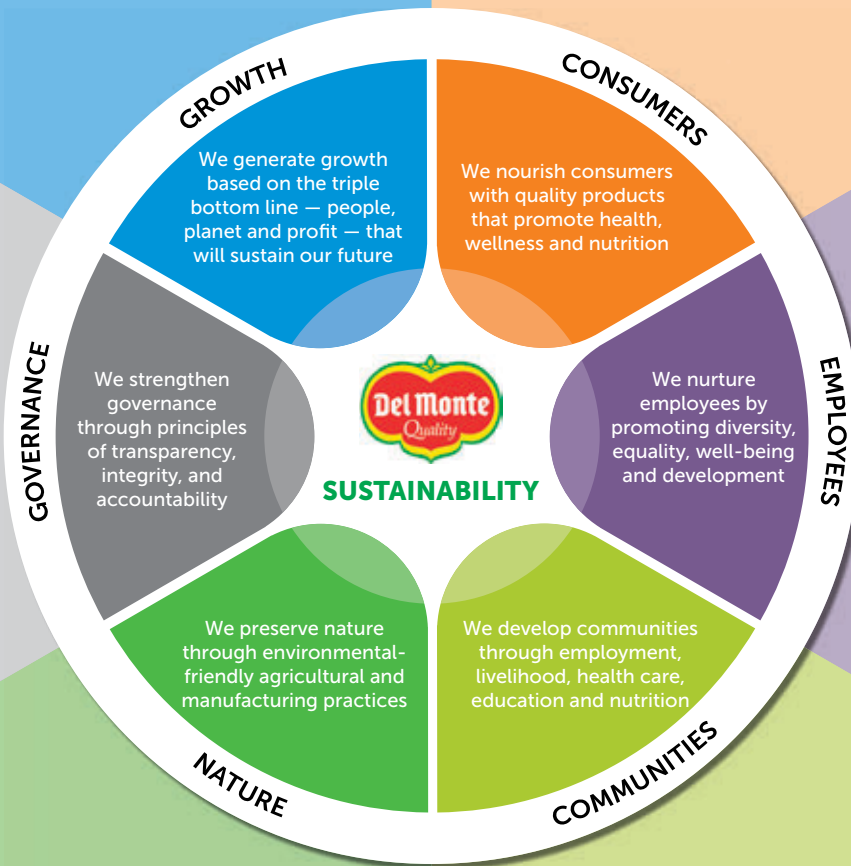 GROWTH
We generate growth
based on the triple
bottom line — people,
planet and profit — that
will sustain our future
CONSUMERS
We nourish consumers
with quality products
that promote health,
wellness and nutrition
EMPLOYEES
We nurture
employees by
promoting diversity,
equality, well-being
and development
COMMUNITIES
We develop communities
through employment,
livelihood, health care,
education and nutrition
NATURE
We preserve nature
through environmental-
friendly agricultural and
manufacturing practices
GOVERNANCE
We strengthen
governance
through principles
of transparency,
integrity, and
accountability
Del Monte
Quality
SUSTAINABILITY